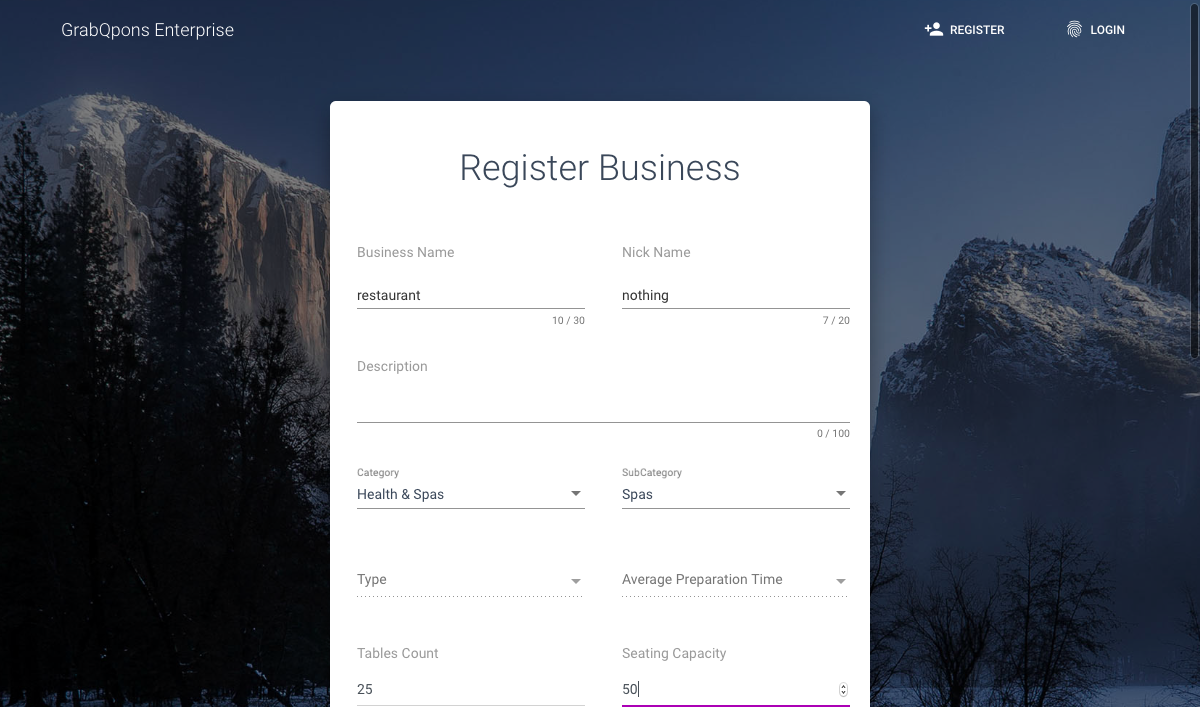 GrabQpons Enterprise
REGISTER
LOGIN
Register Business
Business Name
Nick Name
restaurant
nothing
10 / 30
7 / 20
Description
0 / 100
Category
SubCategory
Health & Spas
Spas
Type
Average Preparation Time
Tables Count
Seating Capacity
25
50